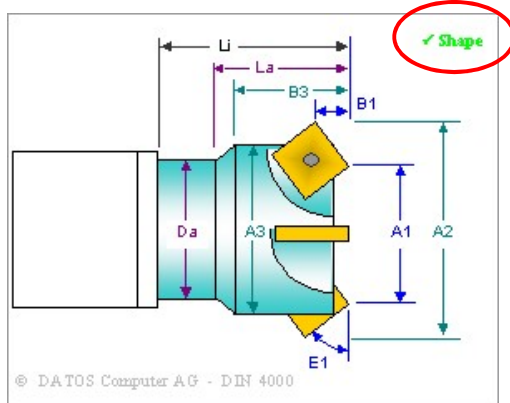 Li
✓ Shape
La
B3
B1
Da
A3
A1
A2
E1
© DATOS Computer AG - DIN 4000